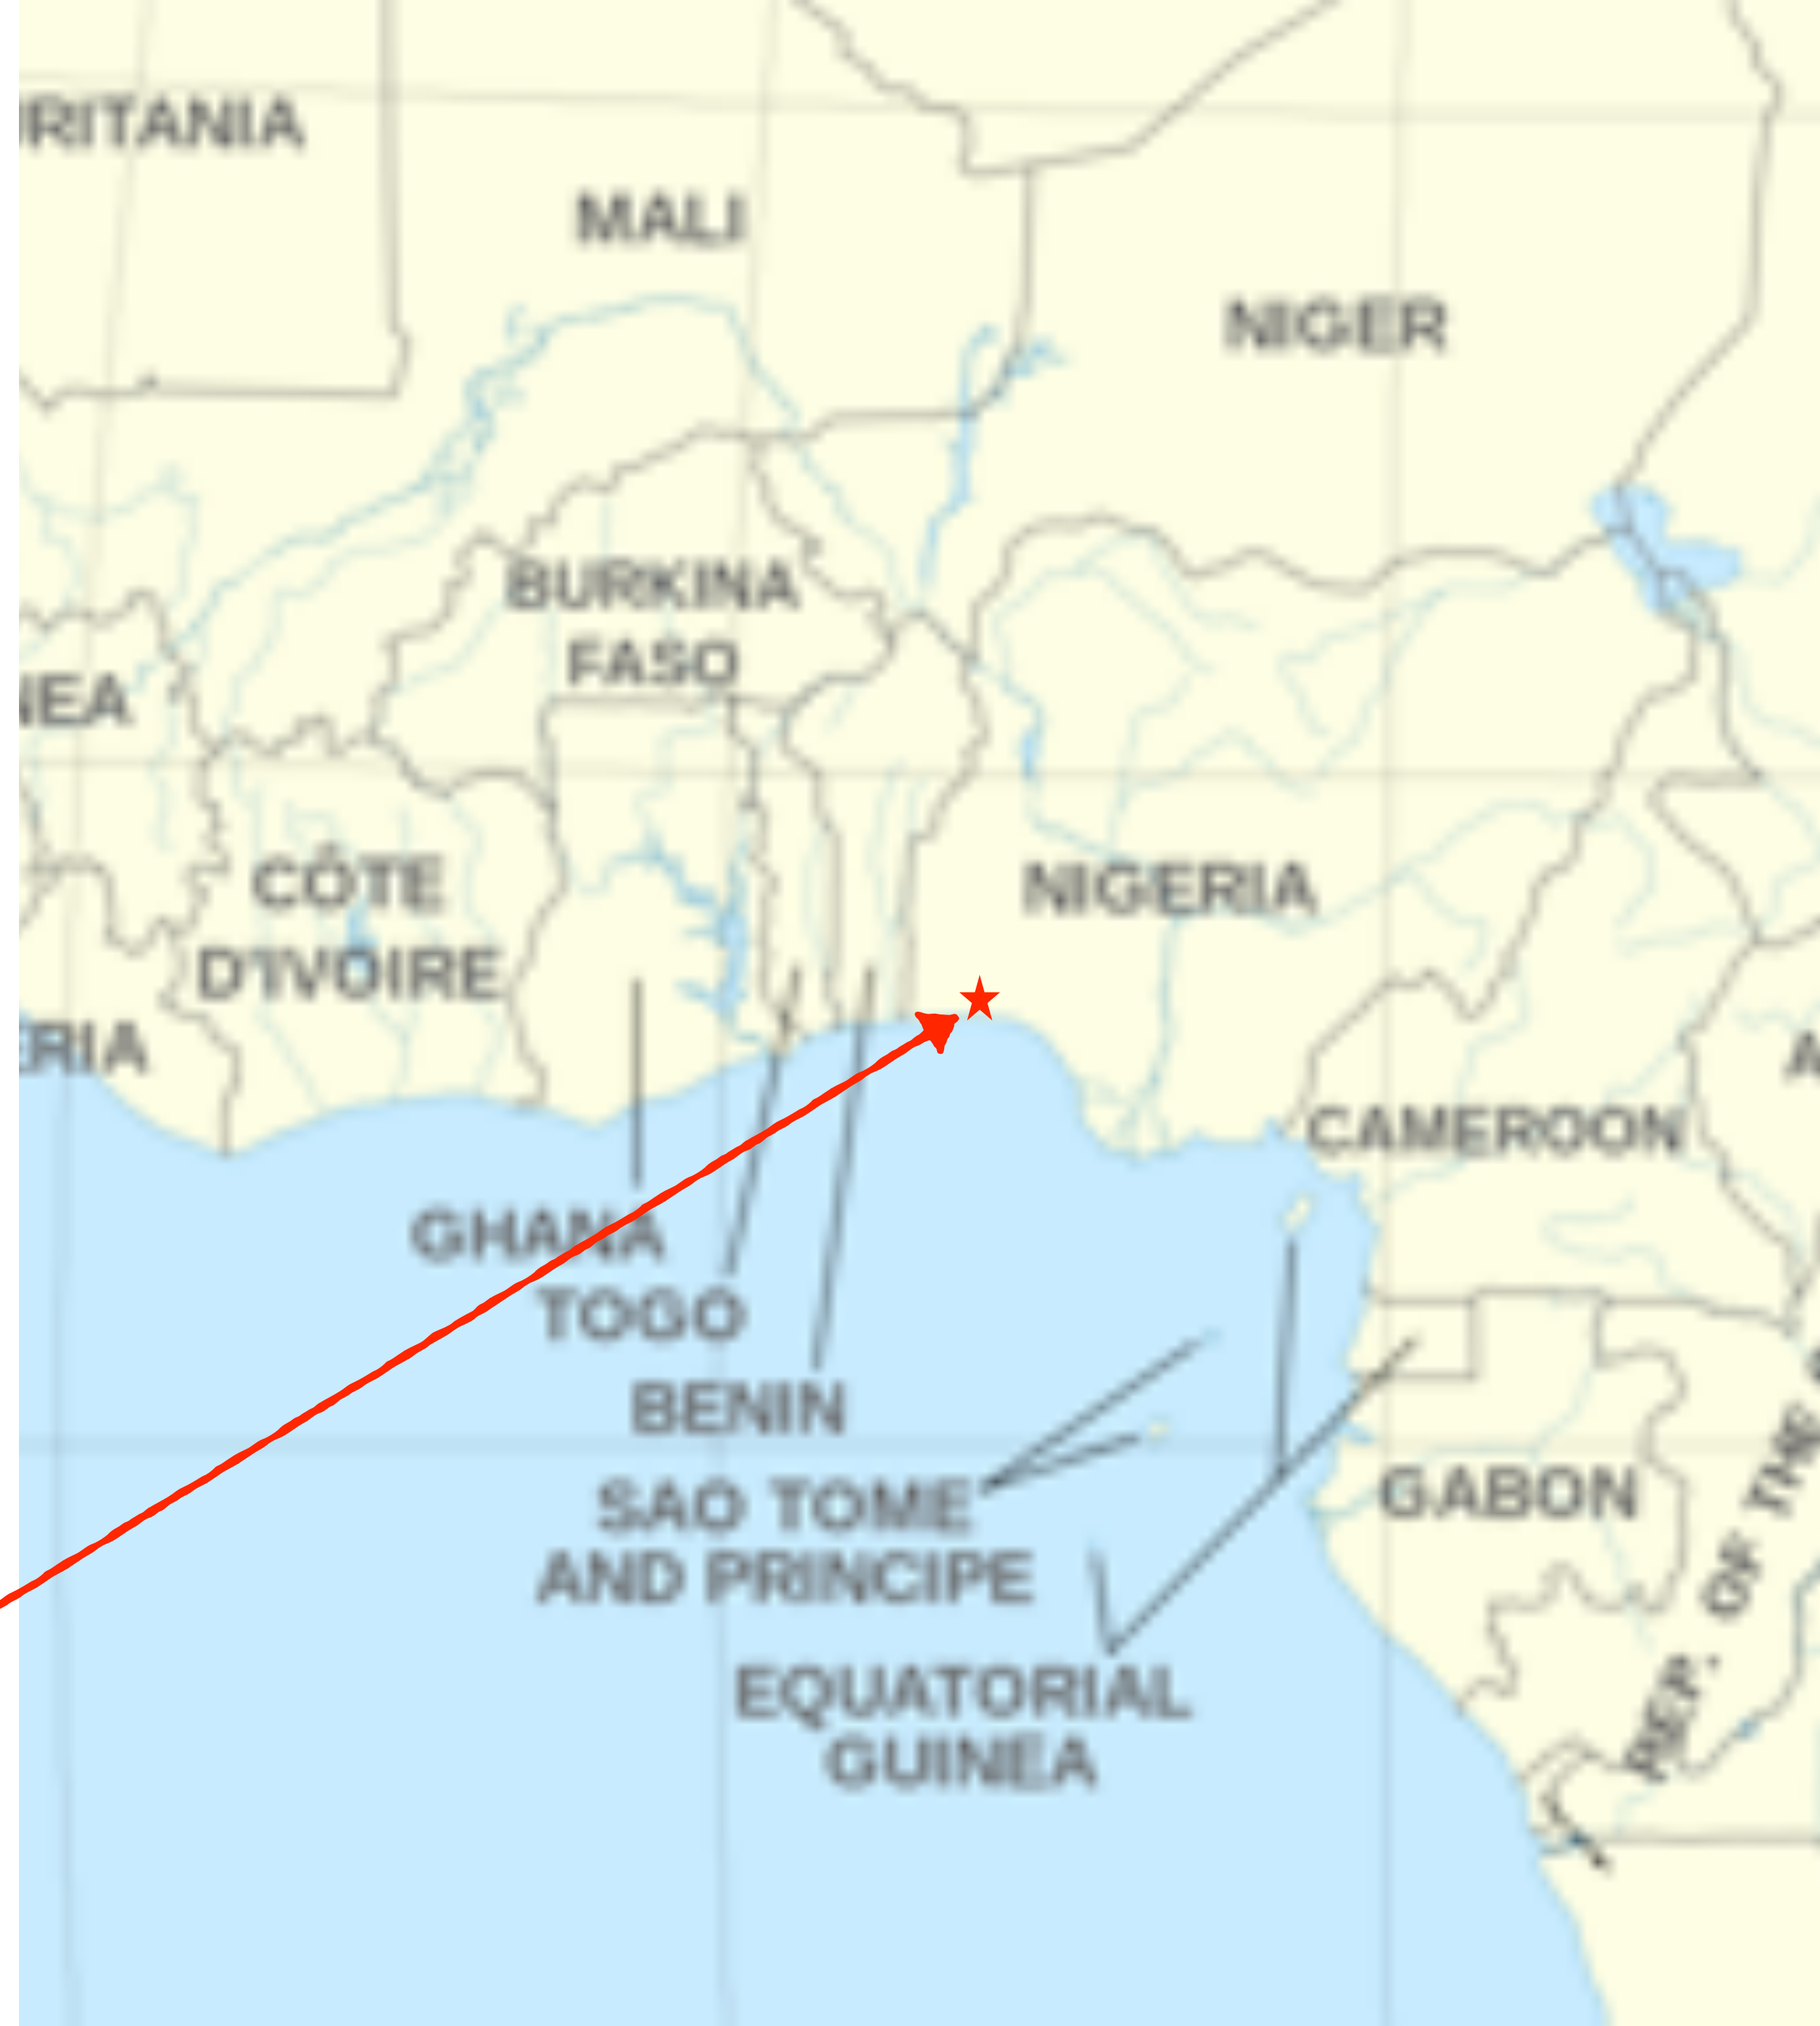 RITANIA
MALI
NIGER
BURKINA
FASO
NEA
CÔTE
D'IVOIRE
NIGERIA
ERIA
CAMEROON
GHANA
TOGO
BENIN
SAO TOME
AND PRINCIPE
GABON
REP. OF THE
EQUATORIAL
GUINEA